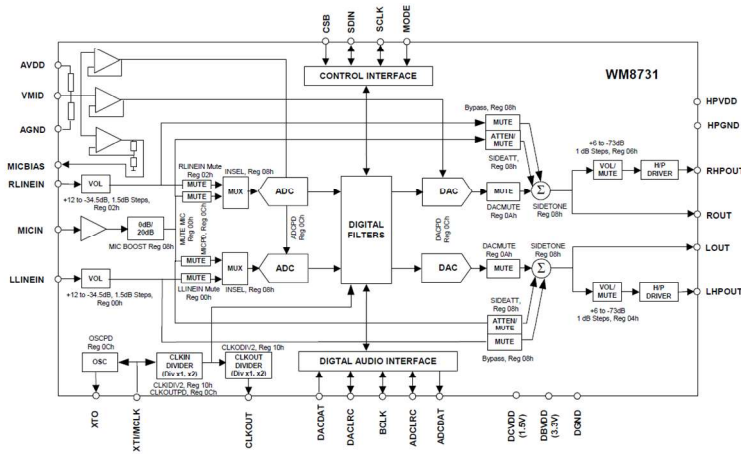 CSB
SDIN
SCLK
MODE
AVDD
VMID
AGND
MICBIAS
RLINEIN
MICIN
LLINEIN
CONTROL INTERFACE
WM8731
HPVDD
HPGND
RHPOUT
ROUT
LOUT
LHPOUT
Bypass, Reg 08h
MUTE
ATTEN/
MUTE
SIDEATT,
Reg 08h
+6 to -73dB
1 dB Steps, Reg 06h
VOL/
MUTE
H/P
DRIVER
RLINEIN Mute
Reg 02h
INSEL, Reg 08h
VOL
+12 to -34.5dB, 1.5dB Steps,
Reg 02h
MUTE
MUTE
MUX
ADC
DAC
MUTE
Σ
DACMUTE
Reg 0Ah
SIDETONE
Reg 08h
0dB/
20dB
MIC BOOST Reg 08h
MUTE MIC
Reg 00h
MICPD,
Reg 0Ch
ADCPD
Reg 0Ch
DIGITAL
FILTERS
DACPD
Reg 0Ch
DACMUTE
Reg 0Ah
SIDETONE
Reg 08h
VOL
+12 to -34.5dB, 1.5dB Steps,
Reg 00h
MUTE
MUTE
LLINEIN Mute
Reg 00h
MUX
INSEL, Reg 08h
ADC
DAC
MUTE
Σ
VOL/
MUTE
H/P
DRIVER
+6 to -73dB
1 dB Steps, Reg 04h
SIDEATT,
Reg 08h
ATTEN/
MUTE
MUTE
Bypass, Reg 08h
OSCPD
Reg 0Ch
OSC
CLKIN
DIVIDER
(Div x1, x2)
CLKIDIV2, Reg 10h
CLKOUTPD, Reg 0Ch
CLKODIV2, Reg 10h
CLKOUT
DIVIDER
(Div x1, x2)
DIGITAL AUDIO INTERFACE
XTO
XTI/MCLK
CLKOUT
DACDAT
DACLRC
BCLK
ADCLRC
ADCDAT
DCVDD
(1.5V)
DBVDD
(3.3V)
DGND